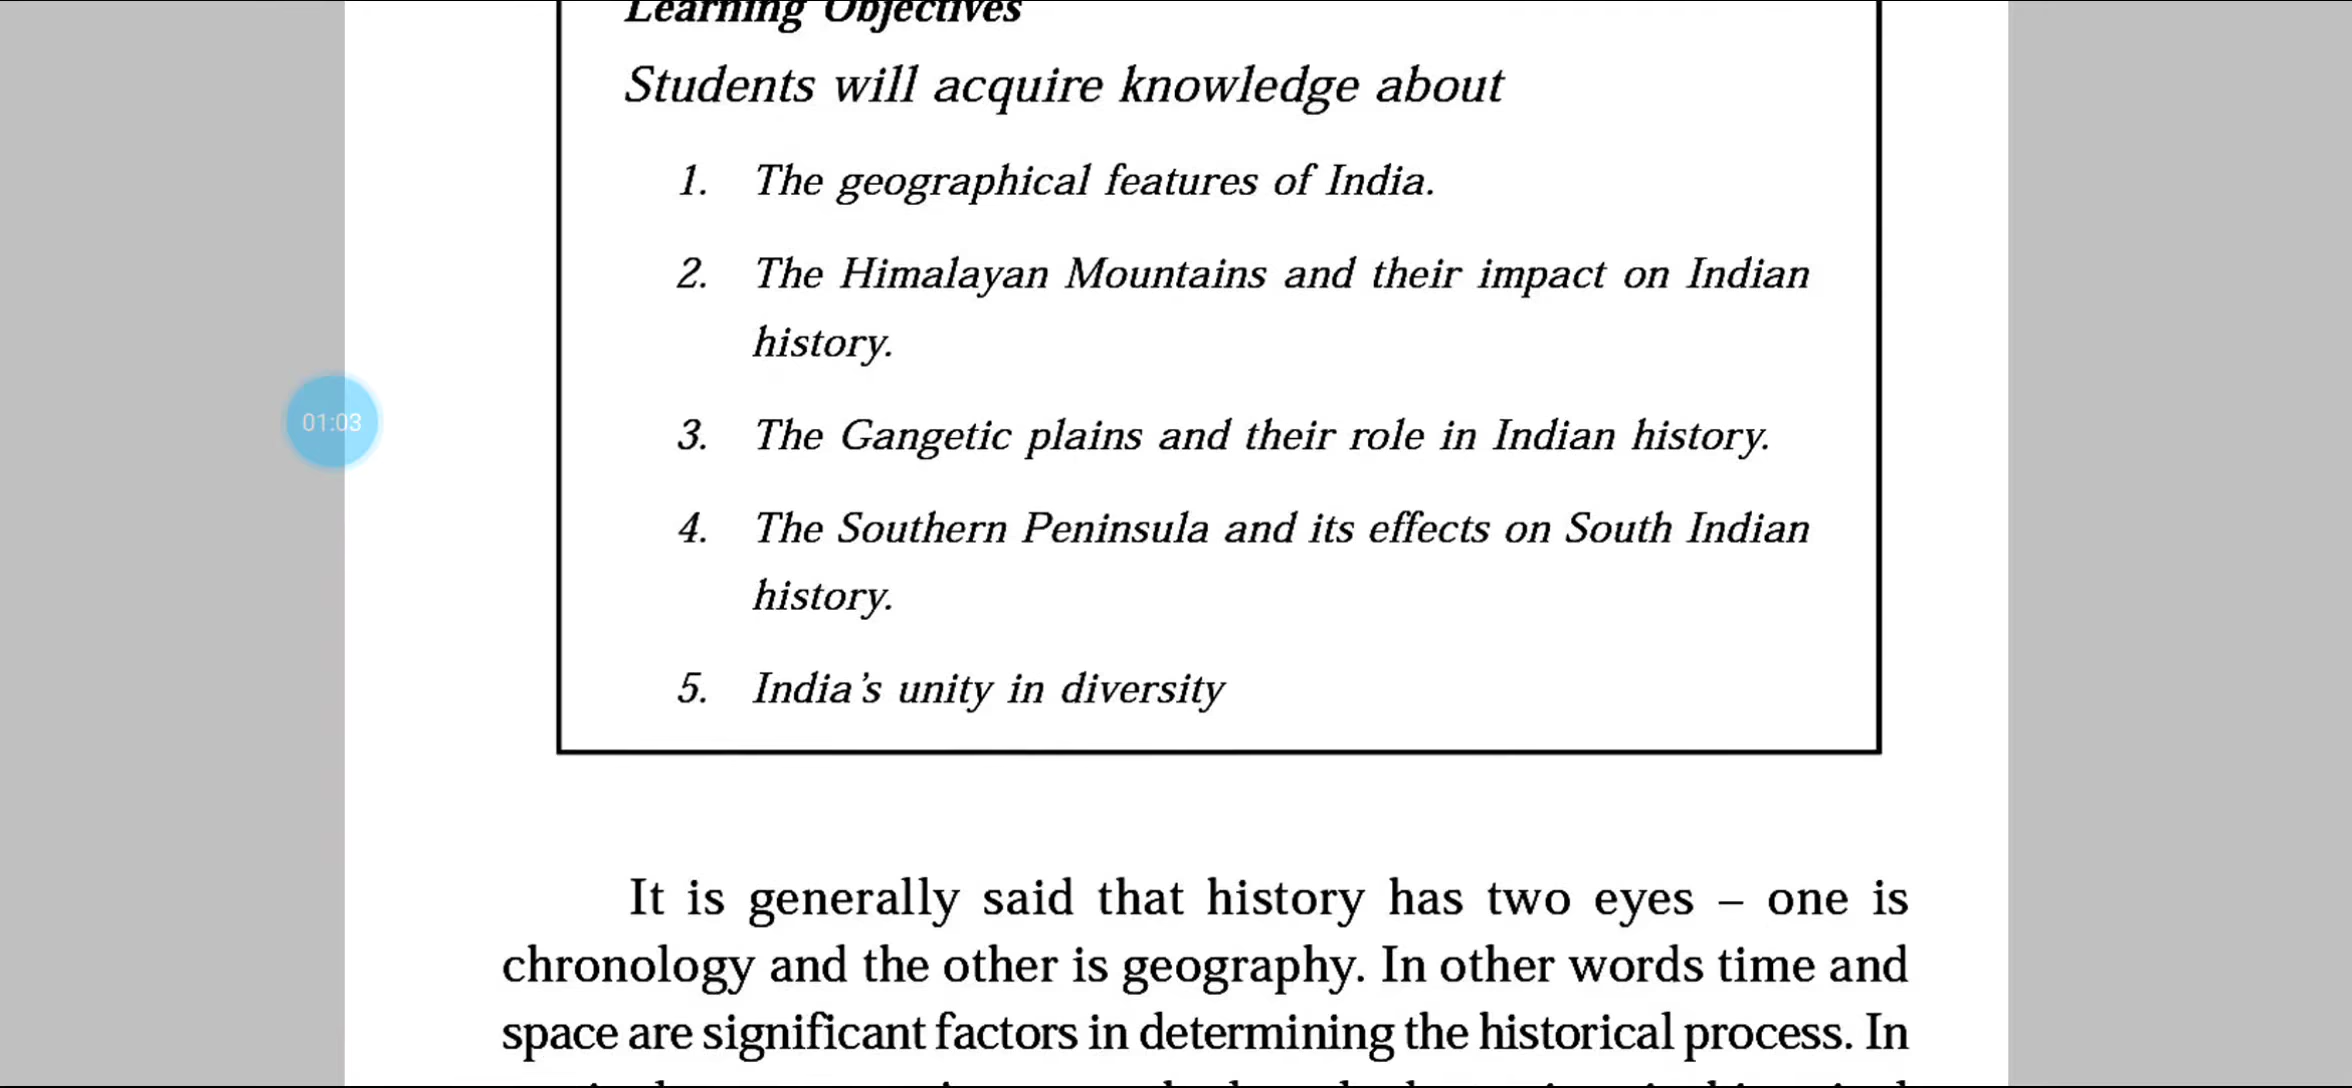 Learning Objectives
Students will acquire knowledge about
1. The geographical features of India.
2. The Himalayan Mountains and their impact on Indian
history.
01:03
3. The Gangetic plains and their role in Indian history.
4. The Southern Peninsula and its effects on South Indian
history.
5. India's unity in diversity
It is generally said that history has two eyes – one is
chronology and the other is geography. In other words time and
space are significant factors in determining the historical process. In